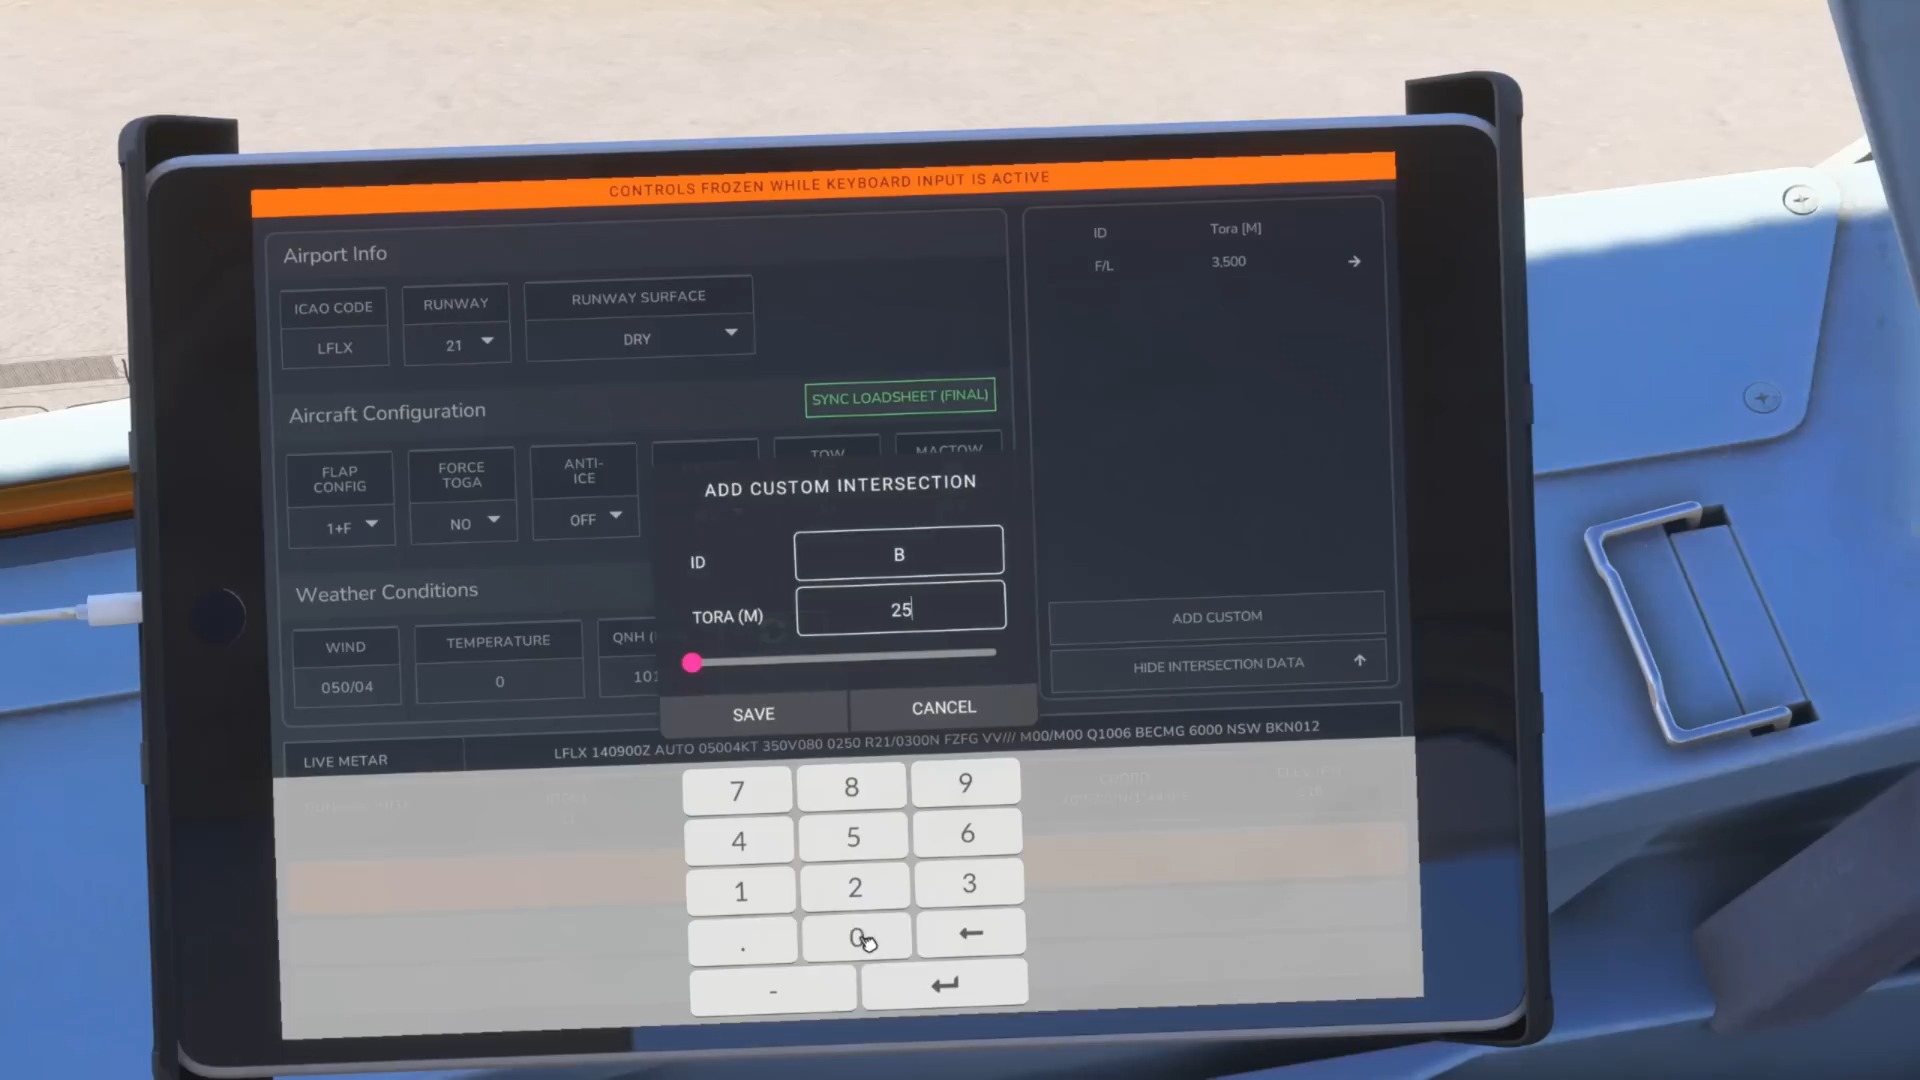 CONTROLS FROZEN WHILE KEYBOARD INPUT IS ACTIVE
Airport Info
ICAO CODE
LFLX
RUNWAY
21
RUNWAY SURFACE
DRY
ID Tora [M]
F/L 3,500
Aircraft Configuration
SYNC LOADSHEET (FINAL)
FLAP
CONFIG
1+F
FORCE
TOGA
NO
ANTI-
ICE
OFF
TOW
MACTOW
ADD CUSTOM INTERSECTION
ID
B
TORA (M)
25
SAVE
CANCEL
Weather Conditions
WIND
050/04
TEMPERATURE
0
QNH (
101
ADD CUSTOM
HIDE INTERSECTION DATA
LIVE METAR
LFLX 140900Z AUTO 05004KT 350V080 0250 R21/0300N FZFG VV/// M00/M00 Q1006 BECMG 6000 NSW BKN012
7 8 9
4 5 6
1 2 3
. 0
-